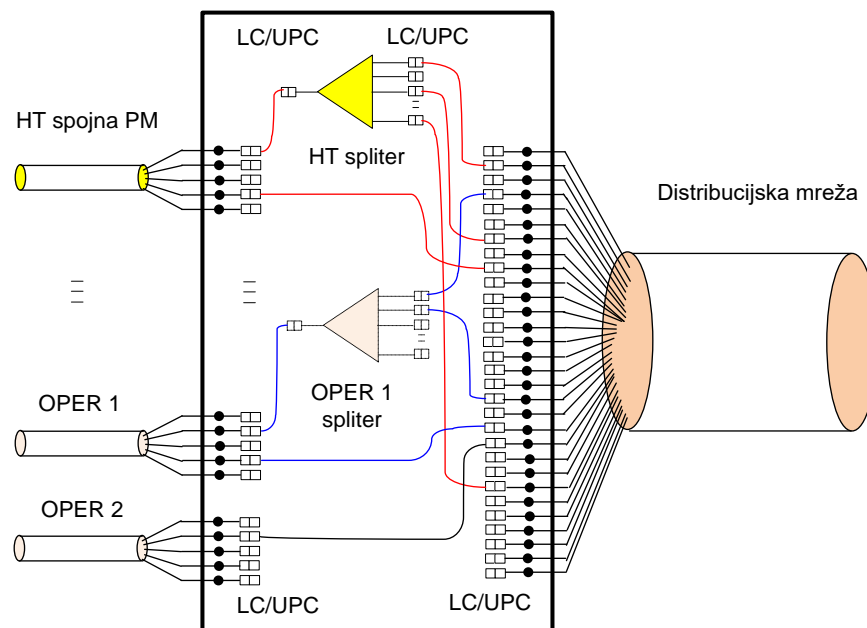 LC/UPC
LC/UPC
HT spojna PM
HT spliter
Distribucijska mreža
OPER 1
OPER 1
spliter
OPER 2
LC/UPC
LC/UPC